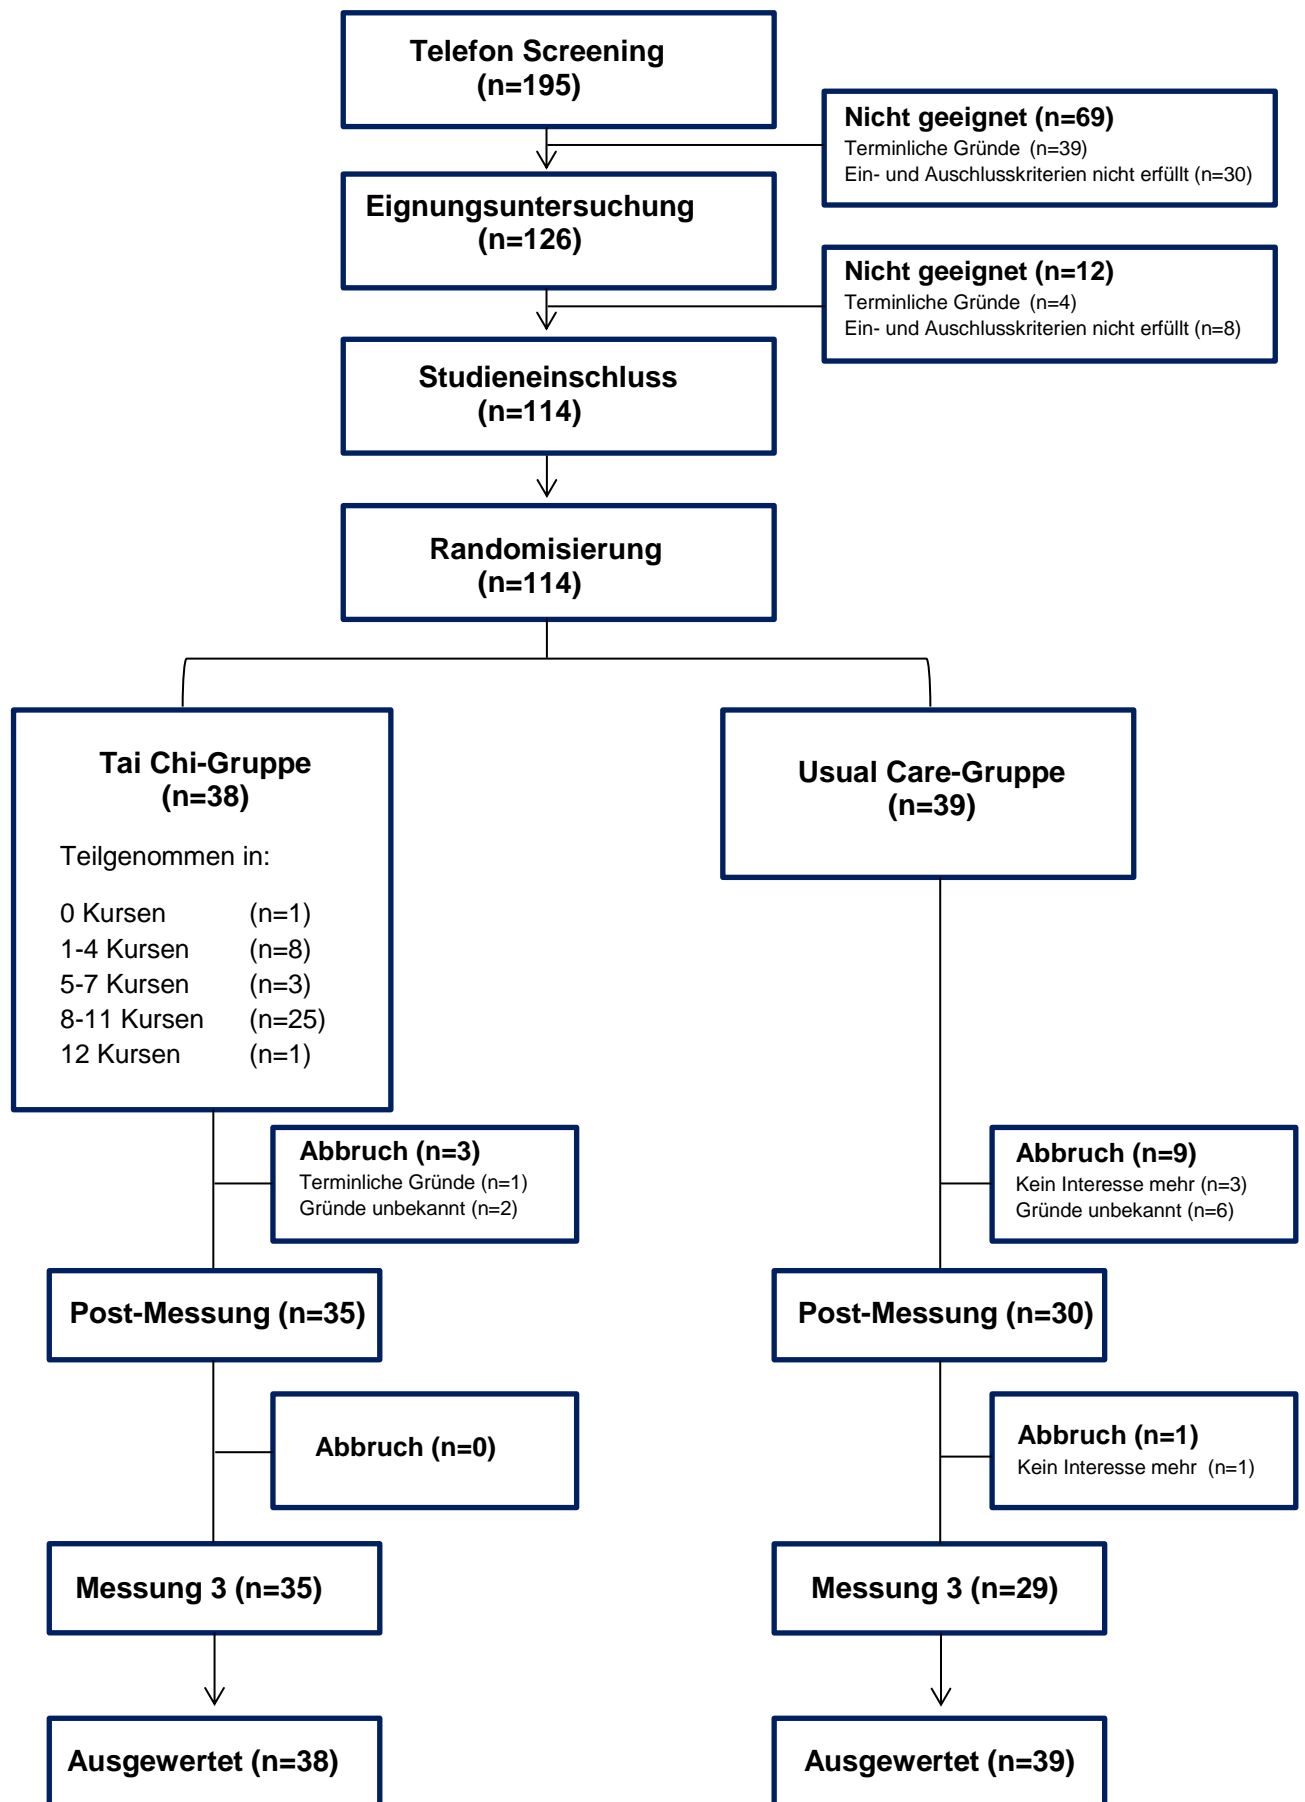 Telefon Screening
(n=195)
Nicht geeignet (n=69)
Terminliche Gründe (n=39)
Ein- und Auschlusskriterien nicht erfüllt (n=30)
Eignungsuntersuchung
(n=126)
Nicht geeignet (n=12)
Terminliche Gründe (n=4)
Ein- und Auschlusskriterien nicht erfüllt (n=8)
Studieneinschluss
(n=114)
Randomisierung
(n=114)
Tai Chi-Gruppe
(n=38)
Teilgenommen in:
0 Kursen (n=1)
1-4 Kursen (n=8)
5-7 Kursen (n=3)
8-11 Kursen (n=25)
12 Kursen (n=1)
Usual Care-Gruppe
(n=39)
Abbruch (n=3)
Terminliche Gründe (n=1)
Gründe unbekannt (n=2)
Abbruch (n=9)
Kein Interesse mehr (n=3)
Gründe unbekannt (n=6)
Post-Messung (n=35)
Post-Messung (n=30)
Abbruch (n=0)
Abbruch (n=1)
Kein Interesse mehr (n=1)
Messung 3 (n=35)
Messung 3 (n=29)
Ausgewertet (n=38)
Ausgewertet (n=39)